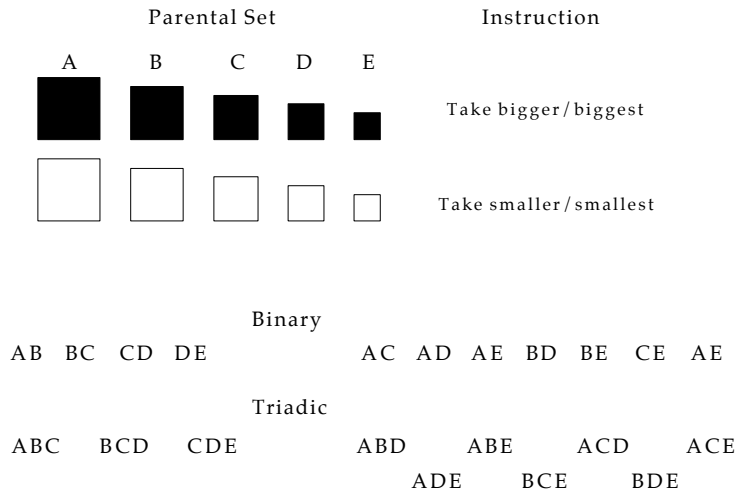 Parental Set Instruction
A B C D E
Take bigger/biggest
Take smaller/smallest
Binary
AB BC CD DE AC AD AE BD BE CE AE
Triadic
ABC BCD CDE ABD ABE ACD ACE
ADE BCE BDE